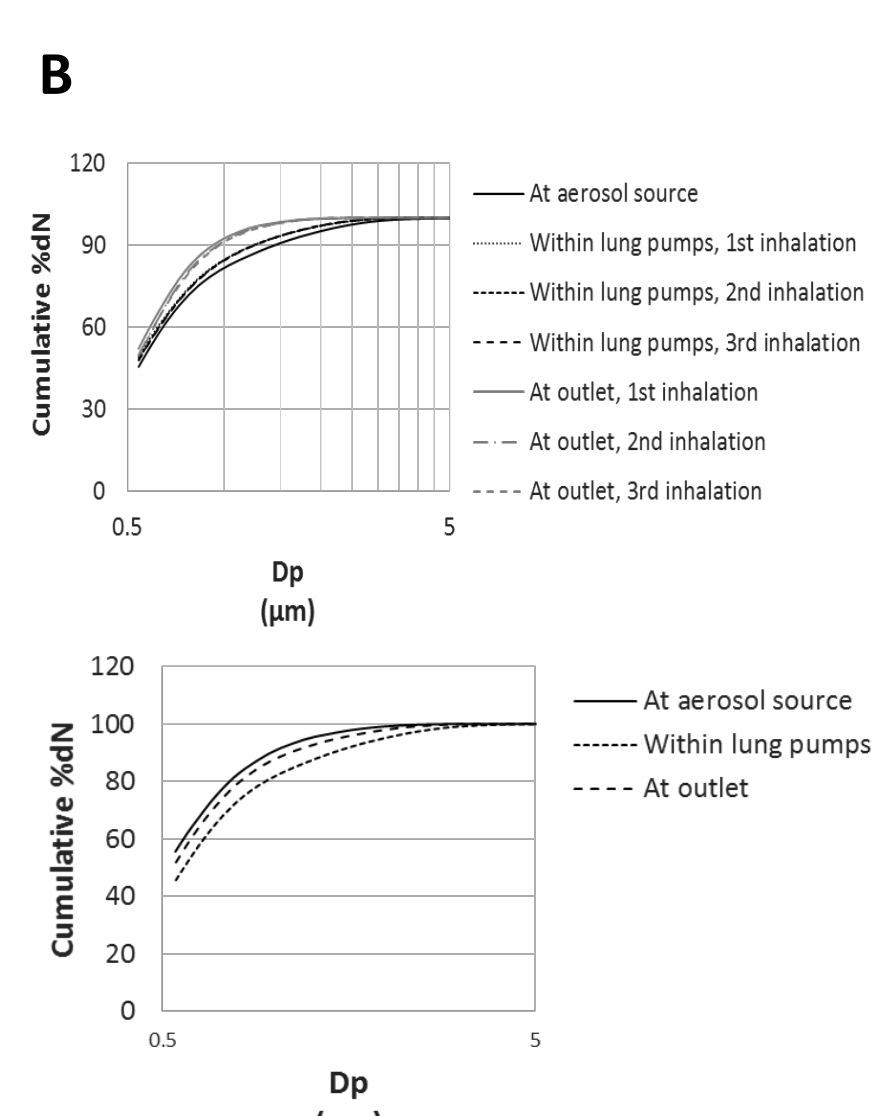 B
120
90
60
30
0
Cumulative %dN
0.5
5
Dp
(µm)
At aerosol source
Within lung pumps, 1st inhalation
Within lung pumps, 2nd inhalation
Within lung pumps, 3rd inhalation
At outlet, 1st inhalation
At outlet, 2nd inhalation
At outlet, 3rd inhalation
120
100
80
60
40
20
0
Cumulative %dN
0.5
5
Dp
At aerosol source
Within lung pumps
At outlet